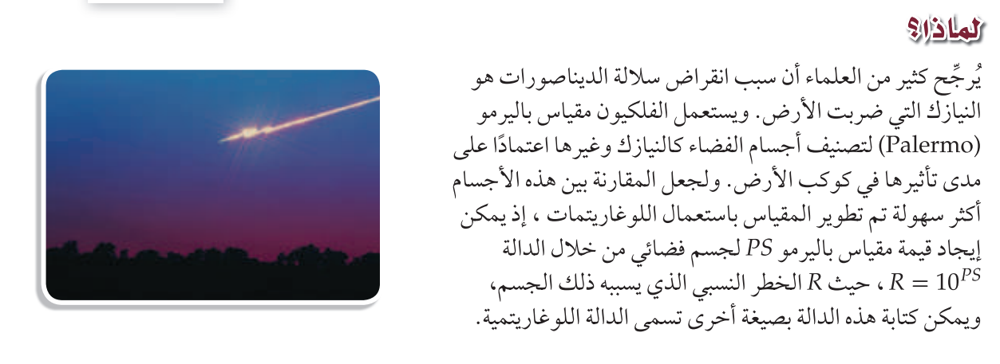 لماذا؟
يُرجِّح كثير من العلماء أن سبب انقراض سلالة الديناصورات هو
النيازك التي ضربت الأرض. ويستعمل الفلكيون مقياس باليرمو
(Palermo) لتصنيف أجسام الفضاء كالنيازك وغيرها اعتمادًا على
مدى تأثيرها في كوكب الأرض. ولجعل المقارنة بين هذه الأجسام
أكثر سهولة تم تطوير المقياس باستعمال اللوغاريتمات ، إذ يمكن
إيجاد قيمة مقياس باليرمو PS لجسم فضائي من خلال الدالة
R = 10^{PS} ، حيث R الخطر النسبي الذي يسببه ذلك الجسم،
ويمكن كتابة هذه الدالة بصيغة أخرى تسمى الدالة اللوغاريتمية.